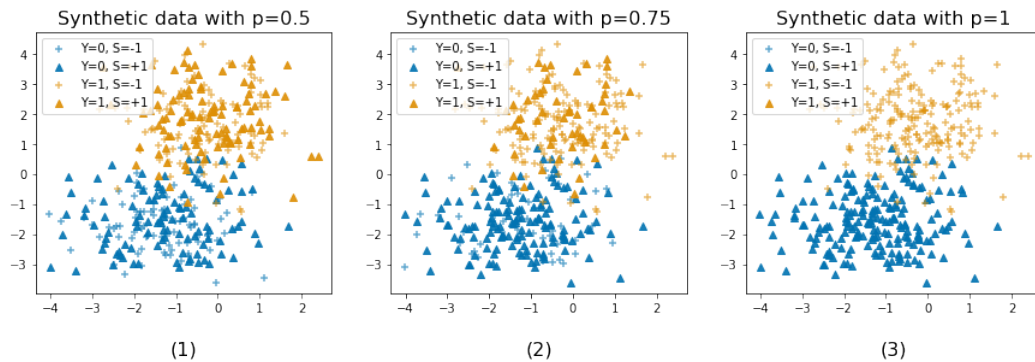 Synthetic data with p=0.5
Y=0, S=-1
Y=0, S=+1
Y=1, S=-1
Y=1, S=+1
4
3
2
1
0
−1
−2
−3
−4 −3 −2 −1 0 1 2
(1)
Synthetic data with p=0.75
Y=0, S=-1
Y=0, S=+1
Y=1, S=-1
Y=1, S=+1
4
3
2
1
0
−1
−2
−3
−4 −3 −2 −1 0 1 2
(2)
Synthetic data with p=1
Y=0, S=-1
Y=0, S=+1
Y=1, S=-1
Y=1, S=+1
4
3
2
1
0
−1
−2
−3
−4 −3 −2 −1 0 1 2
(3)